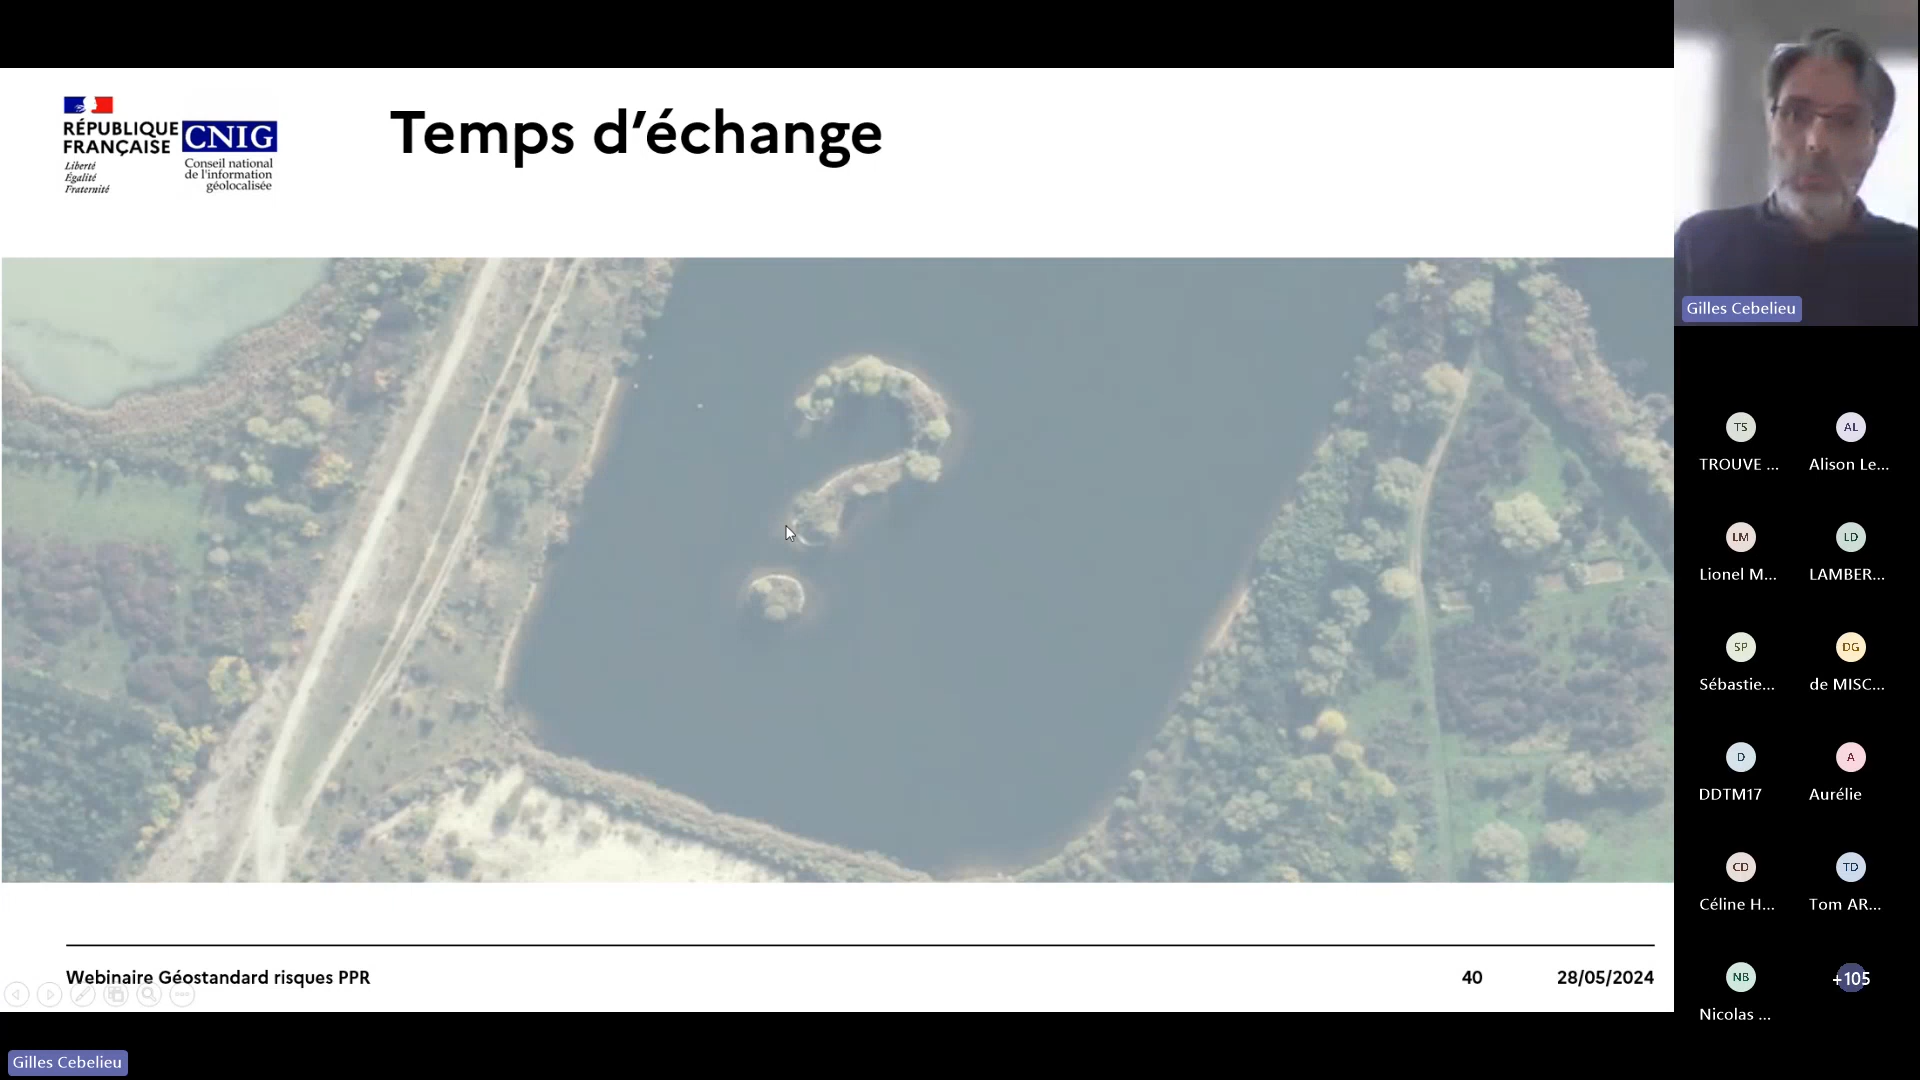 RÉPUBLIQUE
FRANÇAISE
Liberté
Égalité
Fraternité
CNIG
Conseil national
de l'information
géolocalisée
Temps d’échange
Gilles Cebelieu
TS
TROUVE ...
AL
Alison Le...
LM
Lionel M...
LD
LAMBER...
SP
Sébastie...
DG
de MISC...
D
DDTM17
A
Aurélie
CD
Céline H...
TD
Tom AR...
NB
Nicolas ...
+105
Webinaire Géostandard risques PPR
40
28/05/2024
Gilles Cebelieu